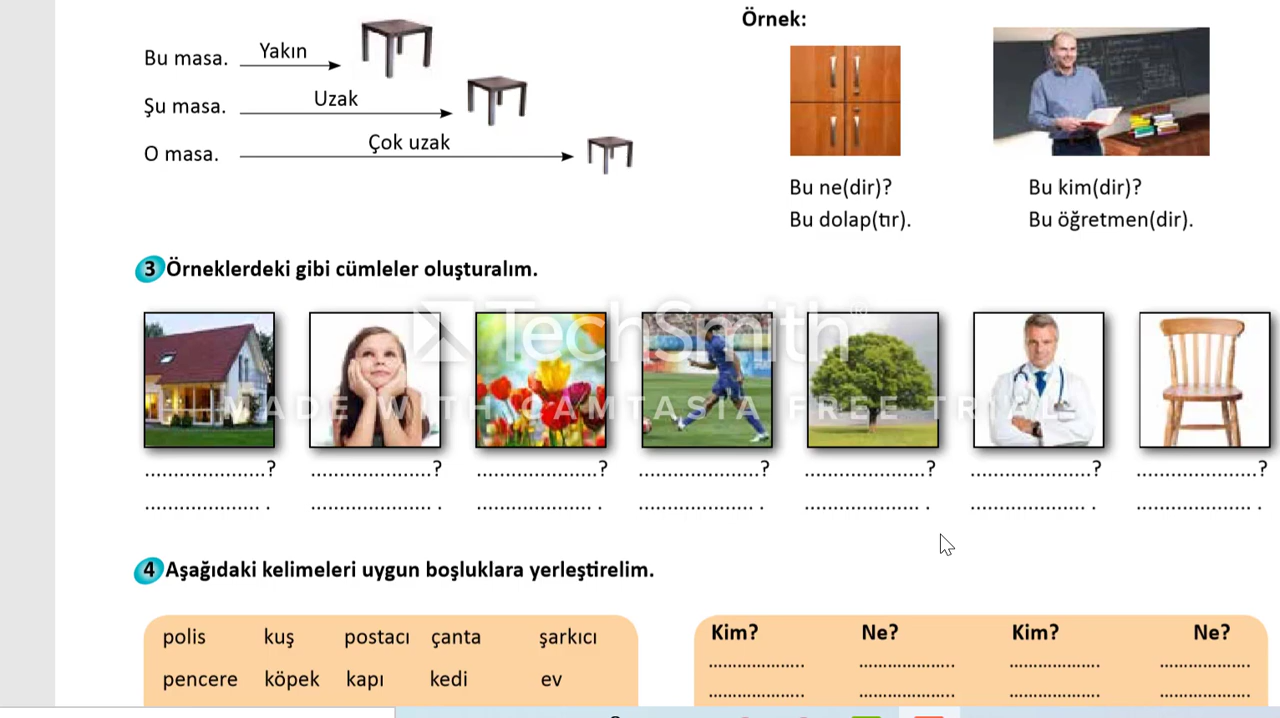 Bu masa. Yakın
Şu masa. Uzak
O masa. Çok uzak
Örnek:
Bu ne(dir)?
Bu dolap(tır).
Bu kim(dir)?
Bu öğretmen(dir).
3 Örneklerdeki gibi cümleler oluşturalım.
TechSmith®
MADE WITH CAMTASIA FREE TRIAL
....................? ....................? ....................? ....................? ....................? ....................? ....................?
.................... . .................... . .................... . .................... . .................... . .................... . .................... .
4 Aşağıdaki kelimeleri uygun boşluklara yerleştirelim.
polis kuş postacı çanta şarkıcı
pencere köpek kapı kedi ev
Kim? Ne? Kim? Ne?
.................... .................... .................... ....................
.................... .................... .................... ....................